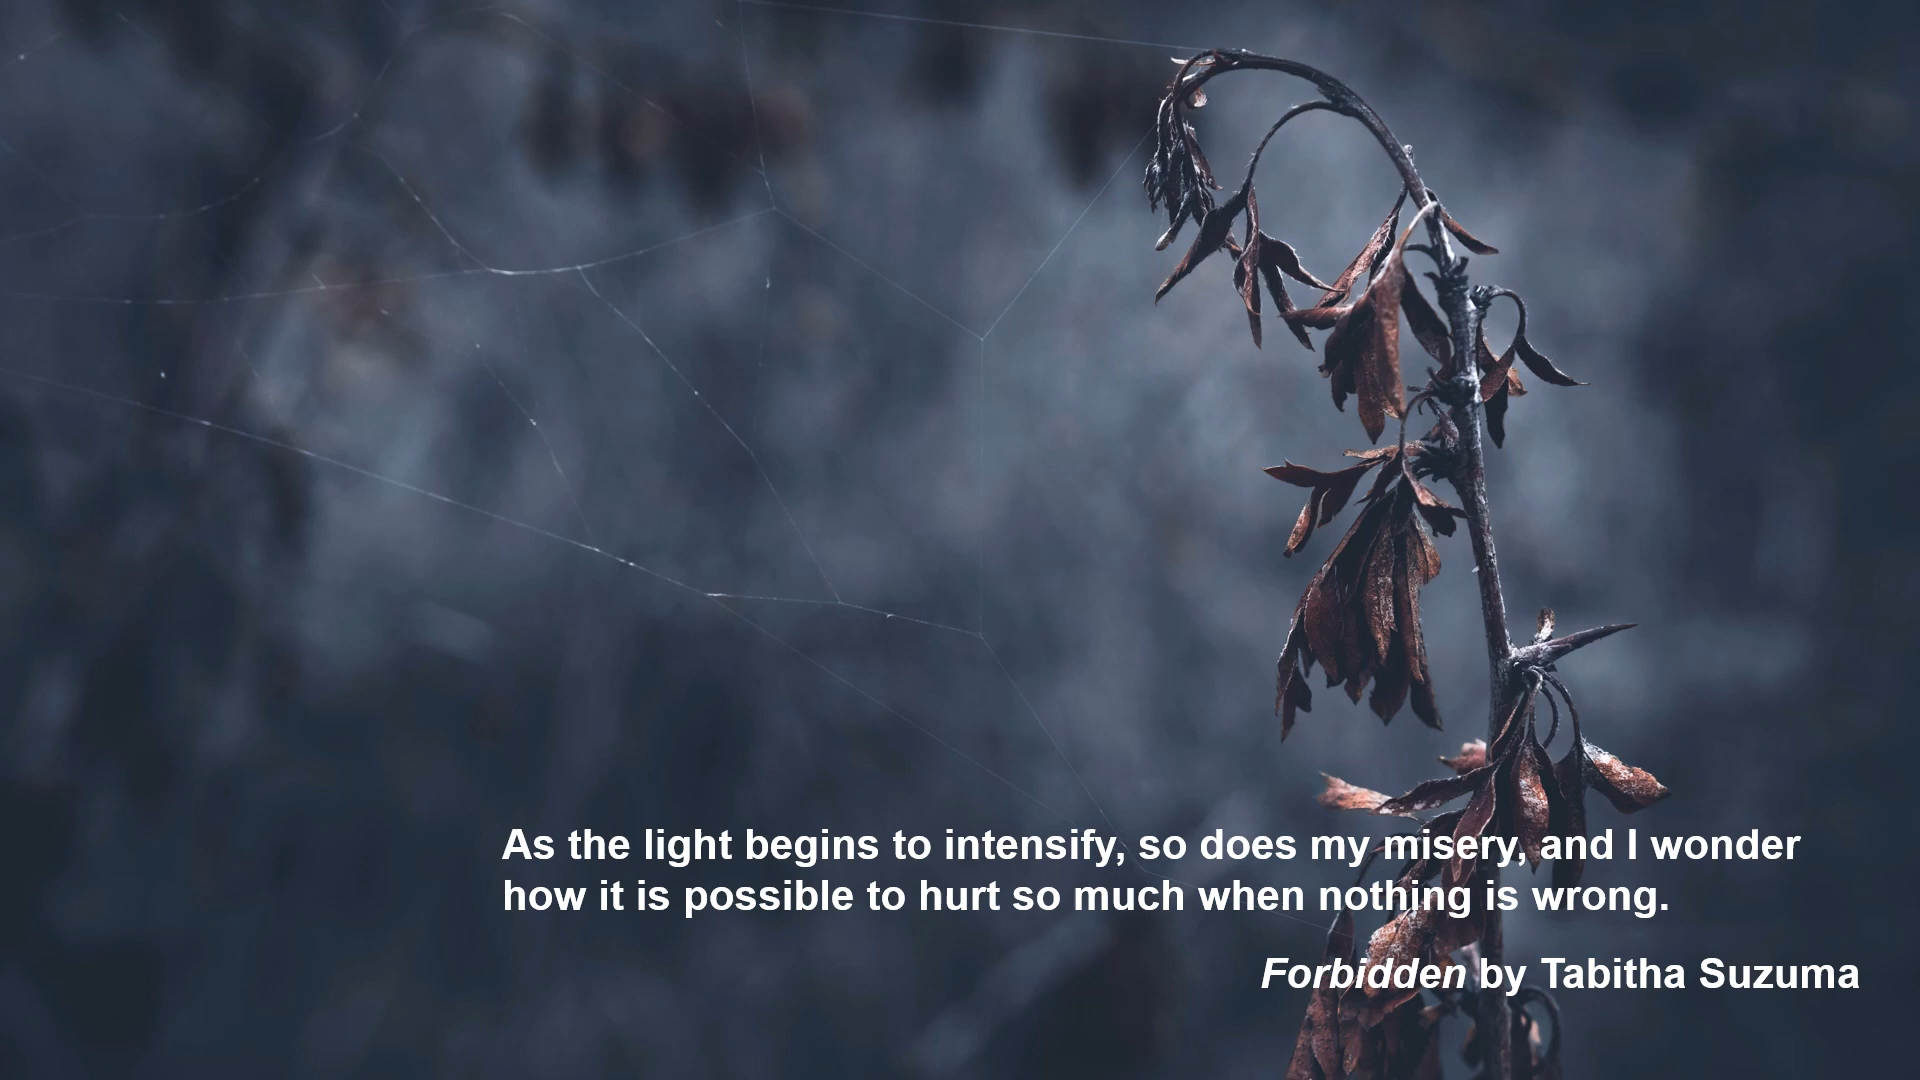 As the light begins to intensify, so does my misery, and I wonder
how it is possible to hurt so much when nothing is wrong.
Forbidden by Tabitha Suzuma